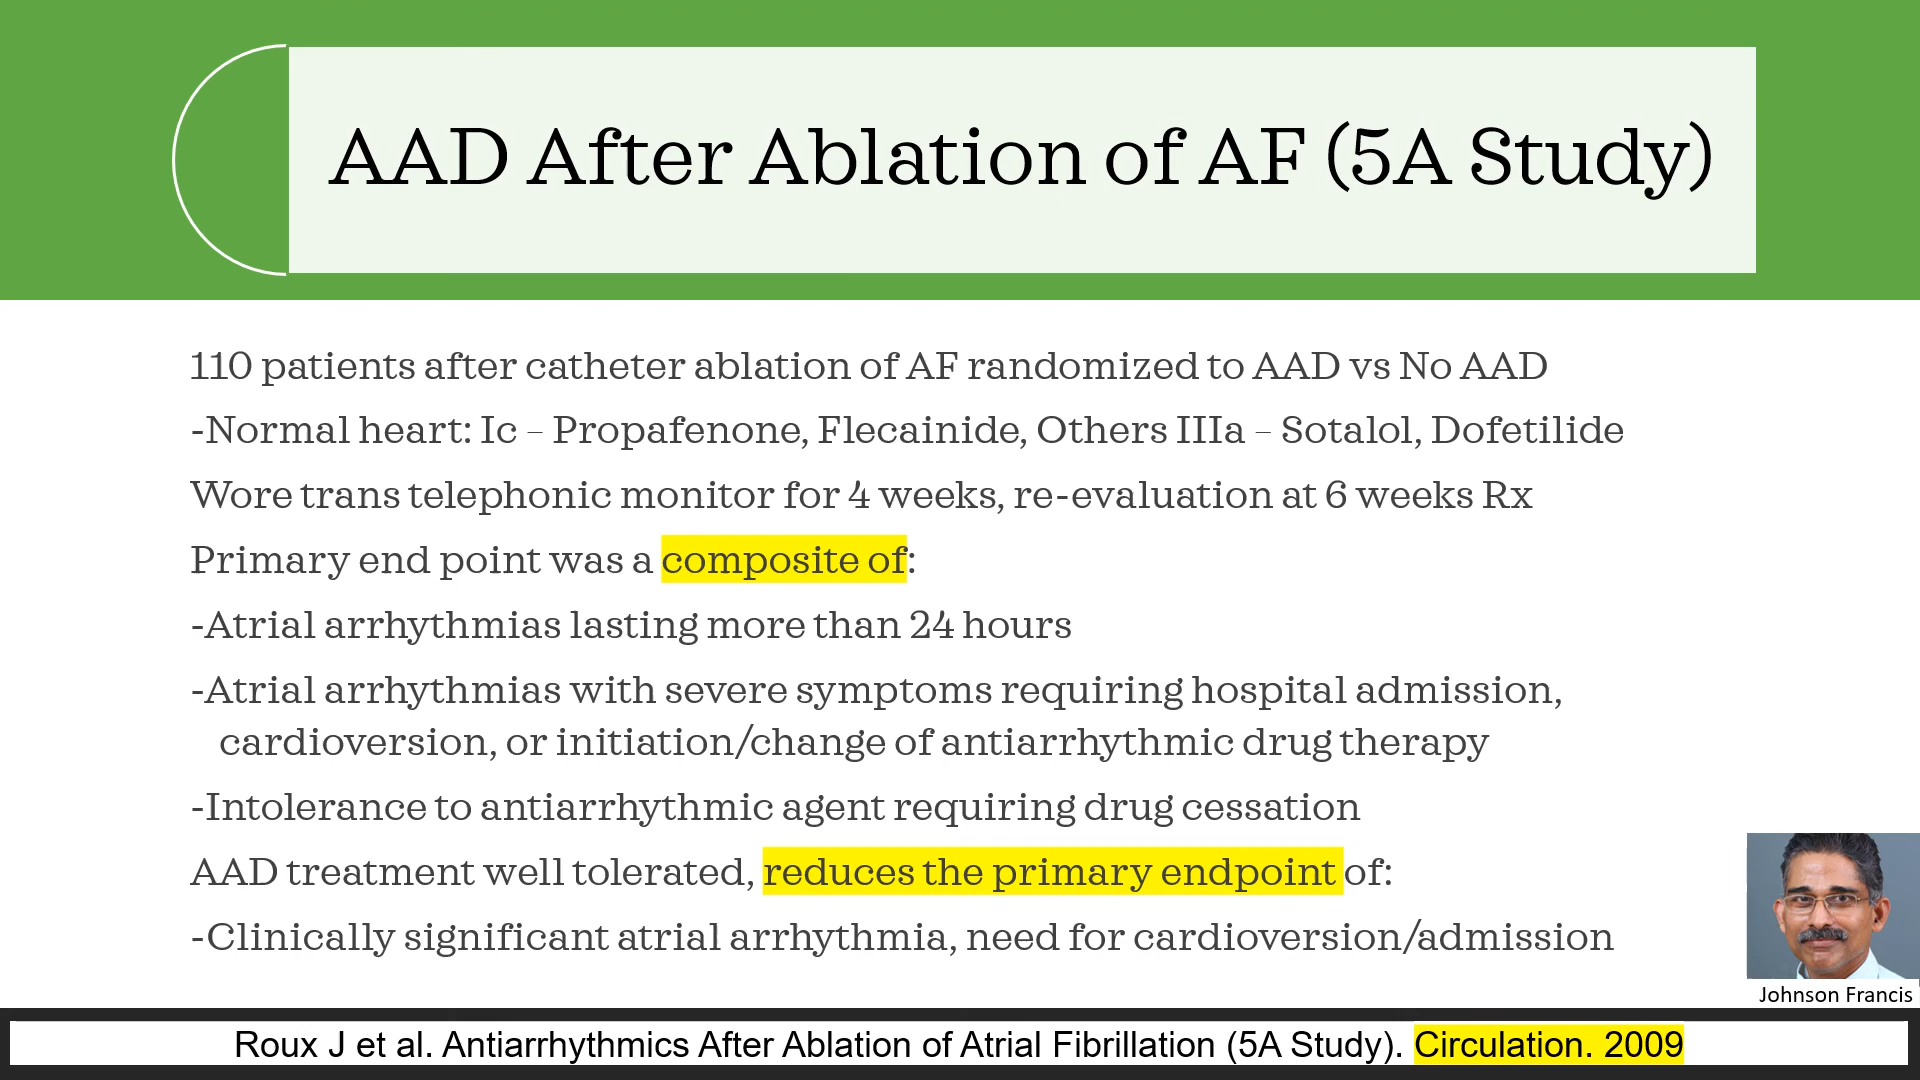 AAD After Ablation of AF (5A Study)
110 patients after catheter ablation of AF randomized to AAD vs No AAD
-Normal heart: Ic – Propafenone, Flecainide, Others IIIa – Sotalol, Dofetilide
Wore trans telephonic monitor for 4 weeks, re-evaluation at 6 weeks Rx
Primary end point was a composite of:
-Atrial arrhythmias lasting more than 24 hours
-Atrial arrhythmias with severe symptoms requiring hospital admission,
cardioversion, or initiation/change of antiarrhythmic drug therapy
-Intolerance to antiarrhythmic agent requiring drug cessation
AAD treatment well tolerated, reduces the primary endpoint of:
-Clinically significant atrial arrhythmia, need for cardioversion/admission
Johnson Francis
Roux J et al. Antiarrhythmics After Ablation of Atrial Fibrillation (5A Study). Circulation. 2009